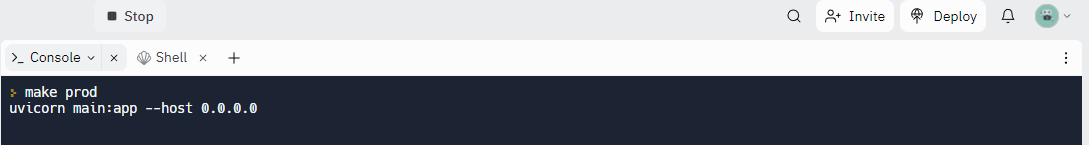 Stop Invite Deploy
Console Shell
make prod
uvicorn main:app --host 0.0.0.0